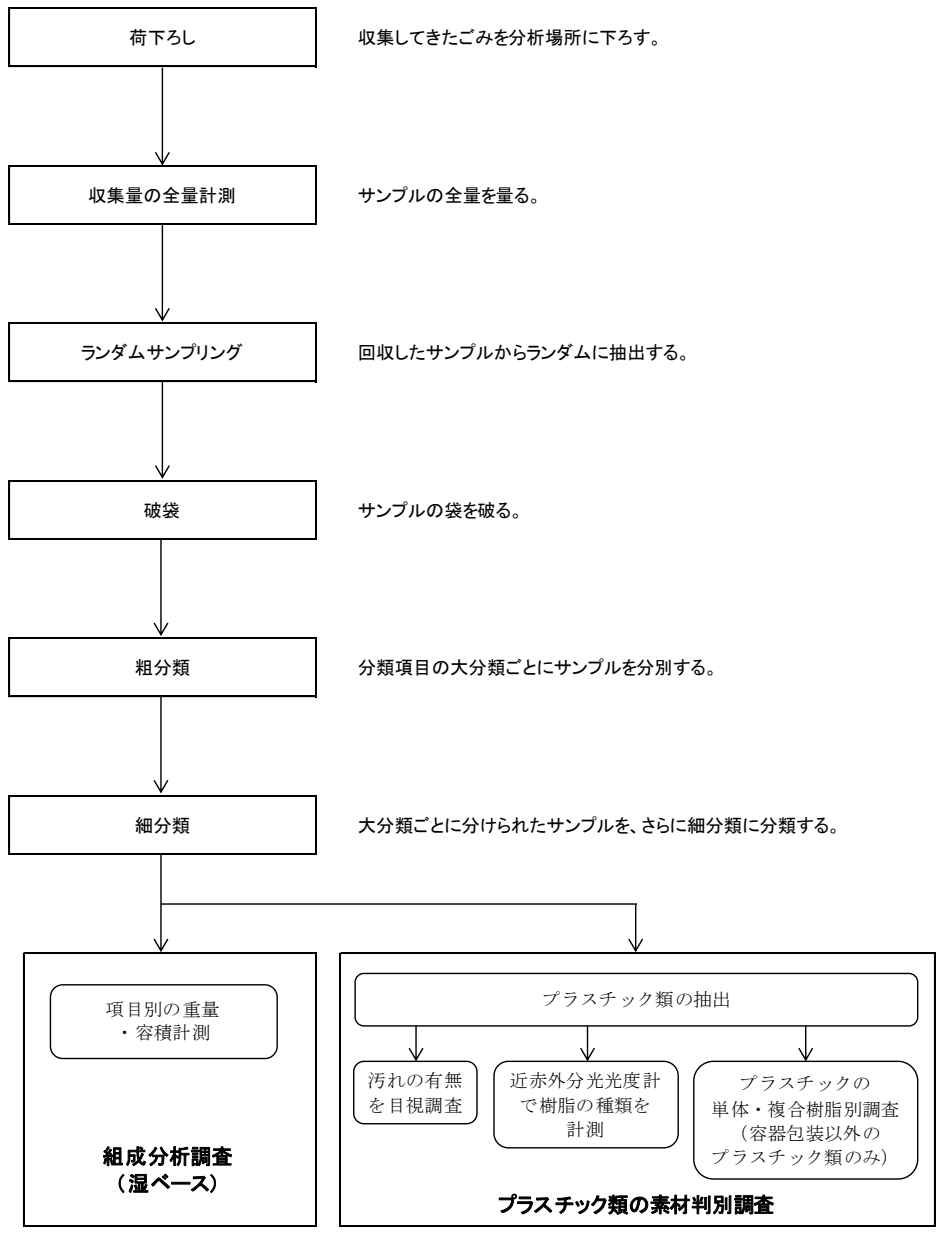 荷下ろし
収集してきたごみを分析場所に下ろす。
収集量の全量計測
サンプルの全量を量る。
ランダムサンプリング
回収したサンプルからランダムに抽出する。
破袋
サンプルの袋を破る。
粗分類
分類項目の大分類ごとにサンプルを分別する。
細分類
大分類ごとに分けられたサンプルを、さらに細分類に分類する。
項目別の重量
・容積計測
組成分析調査
（湿ベース）
プラスチック類の抽出
汚れの有無
を目視調査
近赤外分光光度計
で樹脂の種類を
計測
プラスチックの
単体・複合樹脂別調査
（容器包装以外の
プラスチック類のみ）
プラスチック類の素材判別調査